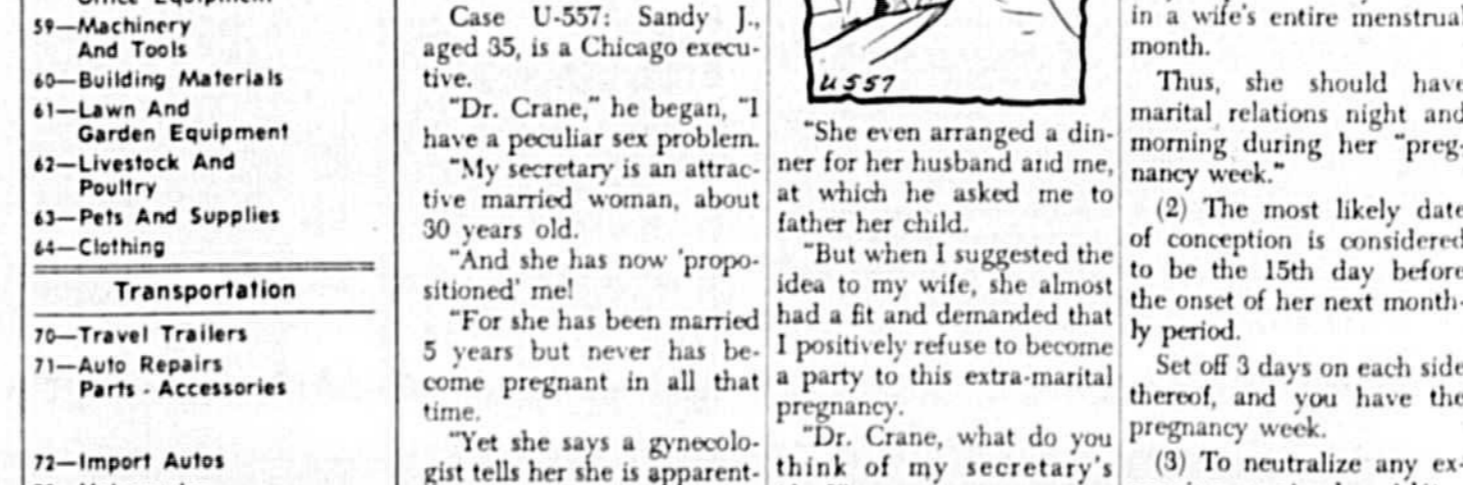 59—Machinery
And Tools
60—Building Materials
61—Lawn And
Garden Equipment
62—Livestock And
Poultry
63—Pets And Supplies
64—Clothing
Transportation
70—Travel Trailers
71—Auto Repairs
Parts - Accessories
72—Import Autos
Case U-557: Sandy J.,
aged 35, is a Chicago execu-
tive.
"Dr. Crane," he began, "I
have a peculiar sex problem.
"My secretary is an attrac-
tive married woman, about
30 years old.
"And she has now 'propo-
sitioned' me!
"For she has been married
5 years but never has be-
come pregnant in all that
time.
"Yet she says a gynecolo-
gist tells her she is apparent-
U557
"She even arranged a din-
ner for her husband and me,
at which he asked me to
father her child.
"But when I suggested the
idea to my wife, she almost
had a fit and demanded that
I positively refuse to become
a party to this extra-marital
pregnancy.
"Dr. Crane, what do you
think of my secretary's
in a wife's entire menstrual
month.
Thus, she should have
marital relations night and
morning during her "preg-
nancy week."
(2) The most likely date
of conception is considered
to be the 15th day before
the onset of her next month-
ly period.
Set off 3 days on each side
thereof, and you have the
pregnancy week.
(3) To neutralize any ex-